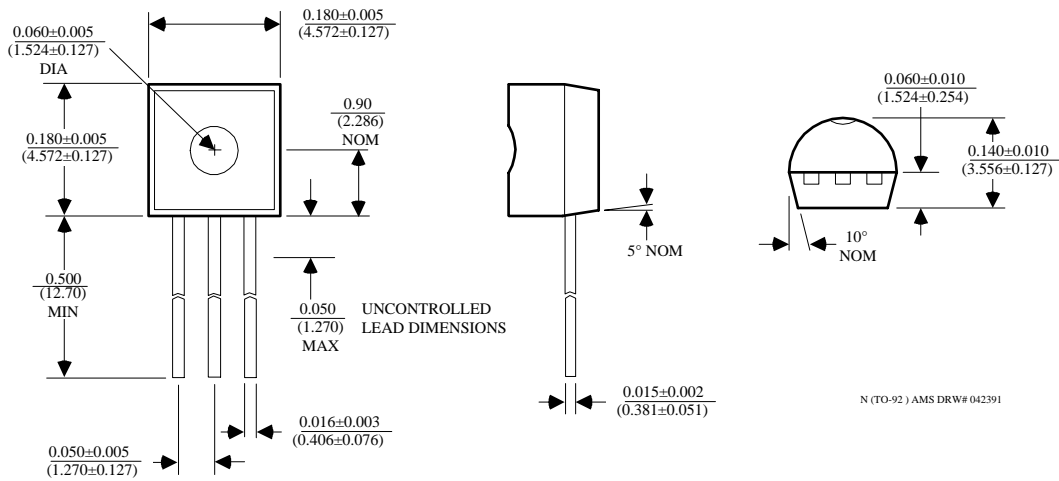 0.180±0.005
(4.572±0.127)
0.060±0.005
(1.524±0.127)
DIA
0.180±0.005
(4.572±0.127)
0.90
(2.286)
NOM
0.500
(12.70)
MIN
0.050
(1.270)
MAX
UNCONTROLLED
LEAD DIMENSIONS
0.016±0.003
(0.406±0.076)
0.050±0.005
(1.270±0.127)
5° NOM
0.015±0.002
(0.381±0.051)
0.060±0.010
(1.524±0.254)
0.140±0.010
(3.556±0.127)
10°
NOM
N (TO-92 ) AMS DRW# 042391